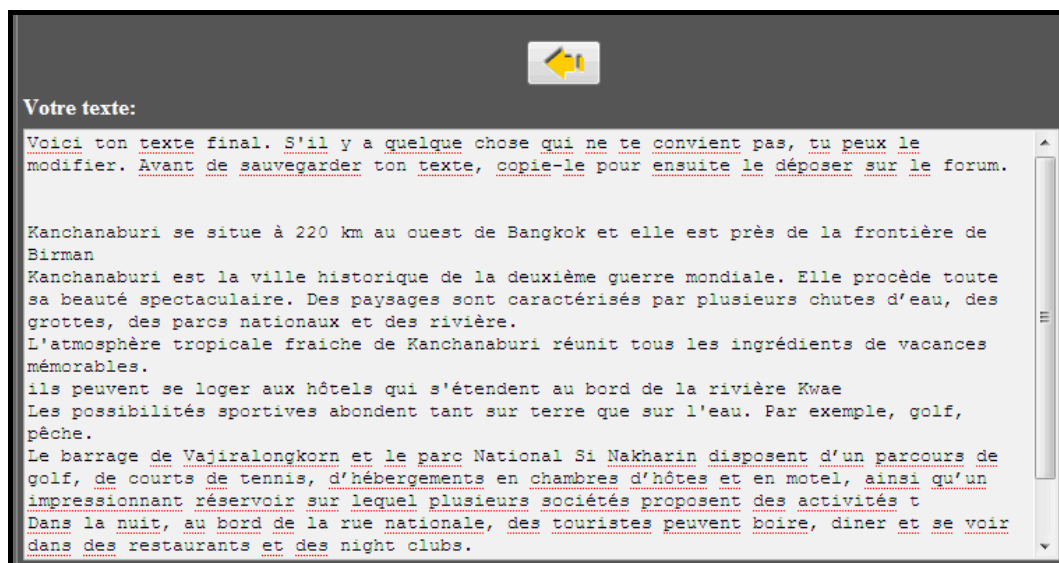 Votre texte:
Voici ton texte final. S'il y a quelque chose qui ne te convient pas, tu peux le
modifier. Avant de sauvegarder ton texte, copie-le pour ensuite le déposer sur le forum.
Kanchanaburi se situe à 220 km au ouest de Bangkok et elle est près de la frontière de
Birman
Kanchanaburi est la ville historique de la deuxième guerre mondiale. Elle procède toute
sa beauté spectaculaire. Des paysages sont caractérisés par plusieurs chutes d’eau, des
grottes, des parcs nationaux et des rivière.
L'atmosphère tropicale fraiche de Kanchanaburi réunit tous les ingrédients de vacances
mémorables.
ils peuvent se loger aux hôtels qui s'étendent au bord de la rivière Kwae
Les possibilités sportives abondent tant sur terre que sur l'eau. Par exemple, golf,
pêche.
Le barrage de Vajiralongkorn et le parc National Si Nakharin disposent d’un parcours de
golf, de courts de tennis, d’hébergements en chambres d’hôtes et en motel, ainsi qu’un
impressionnant réservoir sur lequel plusieurs sociétés proposent des activités t
Dans la nuit, au bord de la rue nationale, des touristes peuvent boire, diner et se voir
dans des restaurants et des night clubs.